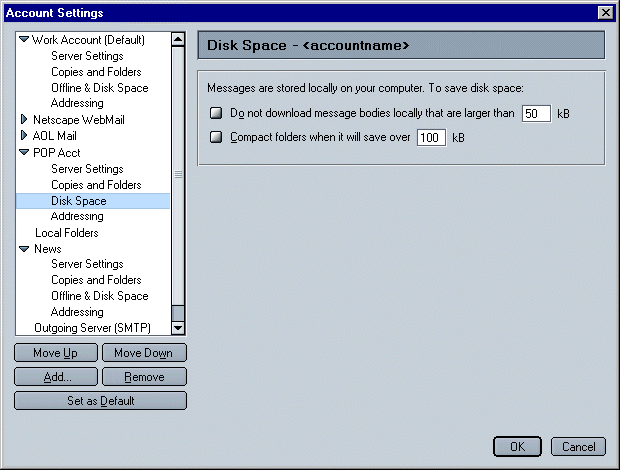 Account Settings
Work Account (Default)
Server Settings
Copies and Folders
Offline & Disk Space
Addressing
Netscape WebMail
AOL Mail
POP Acct
Server Settings
Copies and Folders
Disk Space
Addressing
Local Folders
News
Server Settings
Copies and Folders
Offline & Disk Space
Addressing
Outgoing Server (SMTP)
Move Up
Move Down
Add...
Remove
Set as Default
Disk Space - <accountname>
Messages are stored locally on your computer. To save disk space:
Do not download message bodies locally that are larger than 50 kB
Compact folders when it will save over 100 kB
OK
Cancel